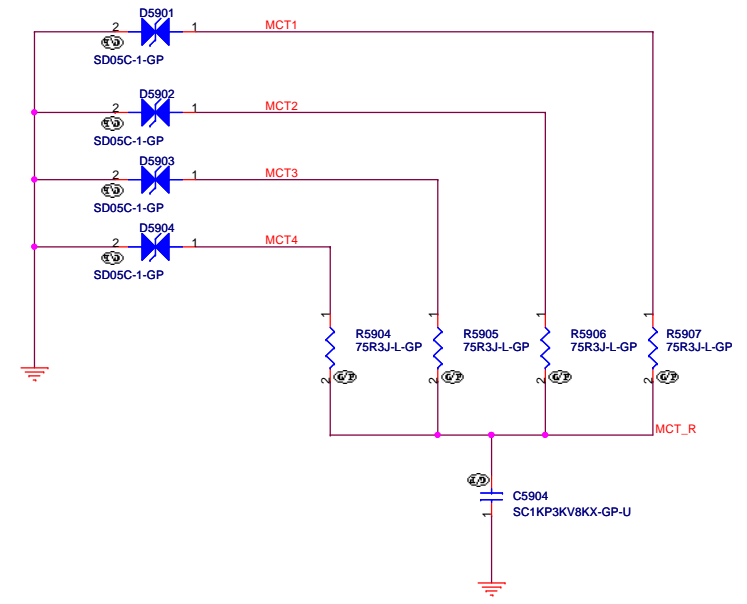 D5901
2 1 MCT1
SD05C-1-GP
D5902
2 1 MCT2
SD05C-1-GP
D5903
2 1 MCT3
SD05C-1-GP
D5904
2 1 MCT4
SD05C-1-GP
1 1 1 1
R5904 R5905 R5906 R5907
75R3J-L-GP 75R3J-L-GP 75R3J-L-GP 75R3J-L-GP
2 2 2 2
MCT_R
C5904
1 SC1KP3KV8KX-GP-U